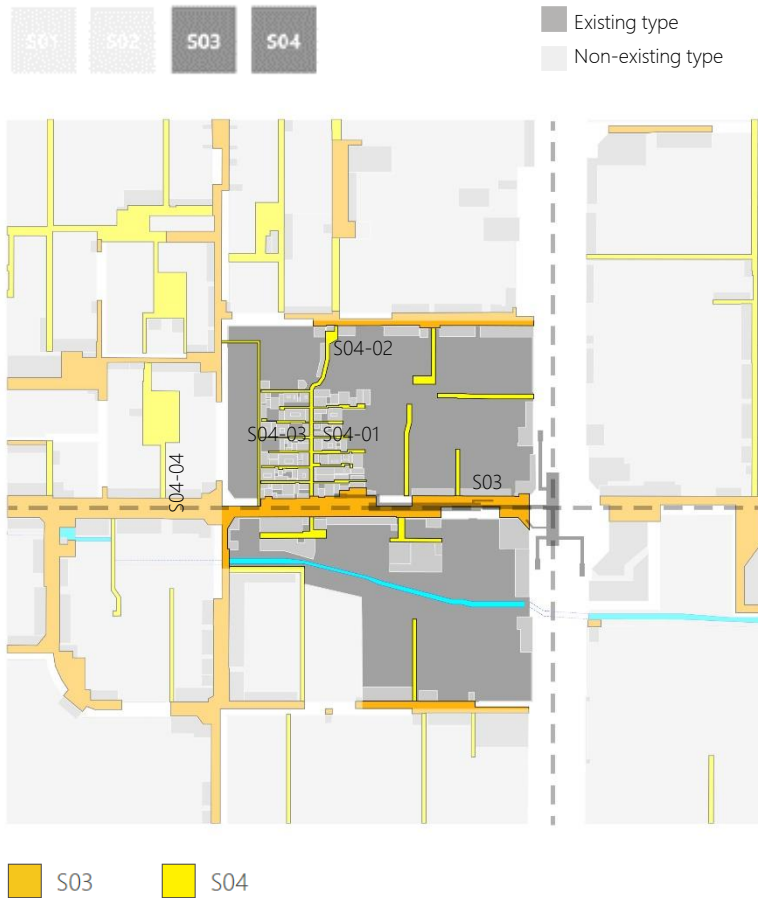 S01 S02 S03 S04
Existing type
Non-existing type
S04-02
S04-03 S04-01
S04-04
S03
S03 S04